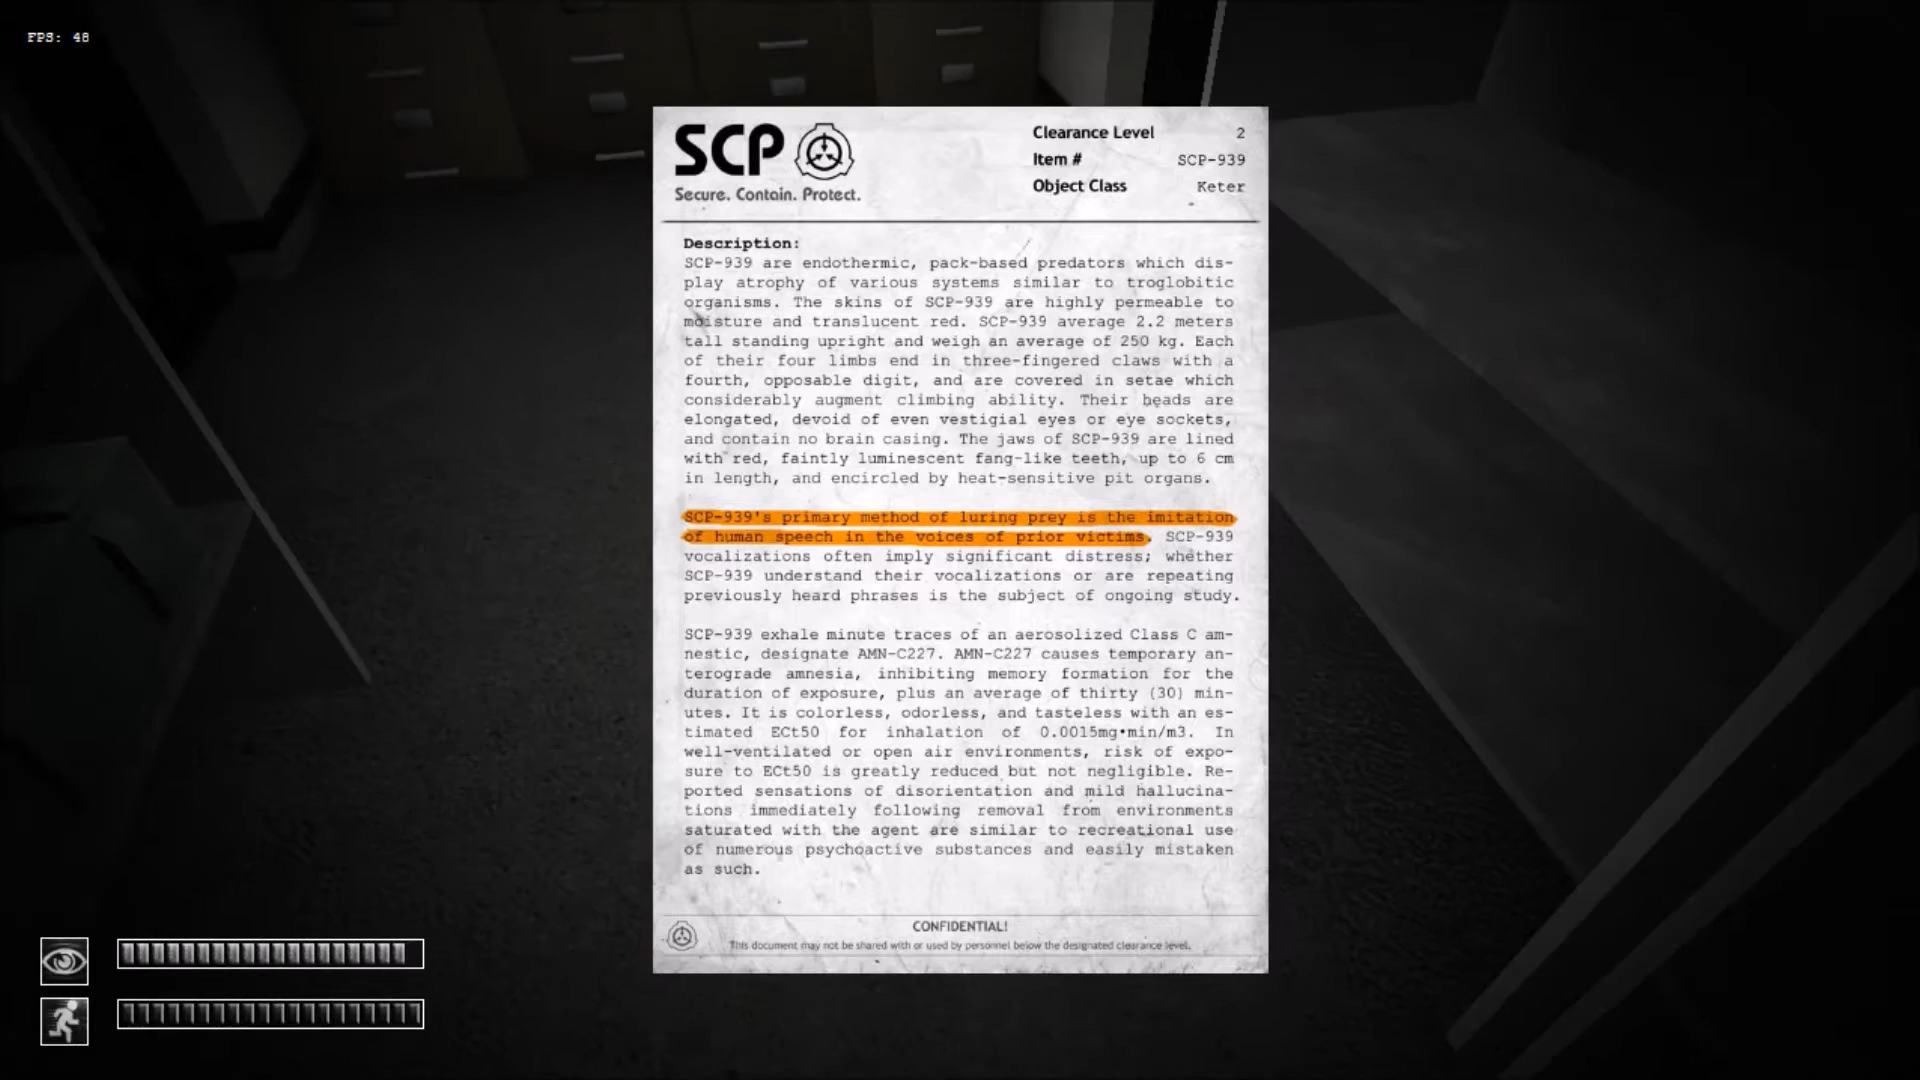 FPS: 48
SCP
Secure. Contain. Protect.
Clearance Level 2
Item # SCP-939
Object Class Keter
Description:
SCP-939 are endothermic, pack-based predators which dis-
play atrophy of various systems similar to troglobitic
organisms. The skins of SCP-939 are highly permeable to
moisture and translucent red. SCP-939 average 2.2 meters
tall standing upright and weigh an average of 250 kg. Each
of their four limbs end in three-fingered claws with a
fourth, opposable digit, and are covered in setae which
considerably augment climbing ability. Their heads are
elongated, devoid of even vestigial eyes or eye sockets,
and contain no brain casing. The jaws of SCP-939 are lined
with red, faintly luminescent fang-like teeth, up to 6 cm
in length, and encircled by heat-sensitive pit organs.
SCP-939's primary method of luring prey is the imitation
of human speech in the voices of prior victims. SCP-939
vocalizations often imply significant distress; whether
SCP-939 understand their vocalizations or are repeating
previously heard phrases is the subject of ongoing study.
SCP-939 exhale minute traces of an aerosolized Class C am-
nestic, designate AMN-C227. AMN-C227 causes temporary an-
terograde amnesia, inhibiting memory formation for the
duration of exposure, plus an average of thirty (30) min-
utes. It is colorless, odorless, and tasteless with an es-
timated ECt50 for inhalation of 0.0015mg•min/m3. In
well-ventilated or open air environments, risk of expo-
sure to ECt50 is greatly reduced but not negligible. Re-
ported sensations of disorientation and mild hallucina-
tions immediately following removal from environments
saturated with the agent are similar to recreational use
of numerous psychoactive substances and easily mistaken
as such.
CONFIDENTIAL!
This document may not be shared with or used by personnel below the designated clearance level.